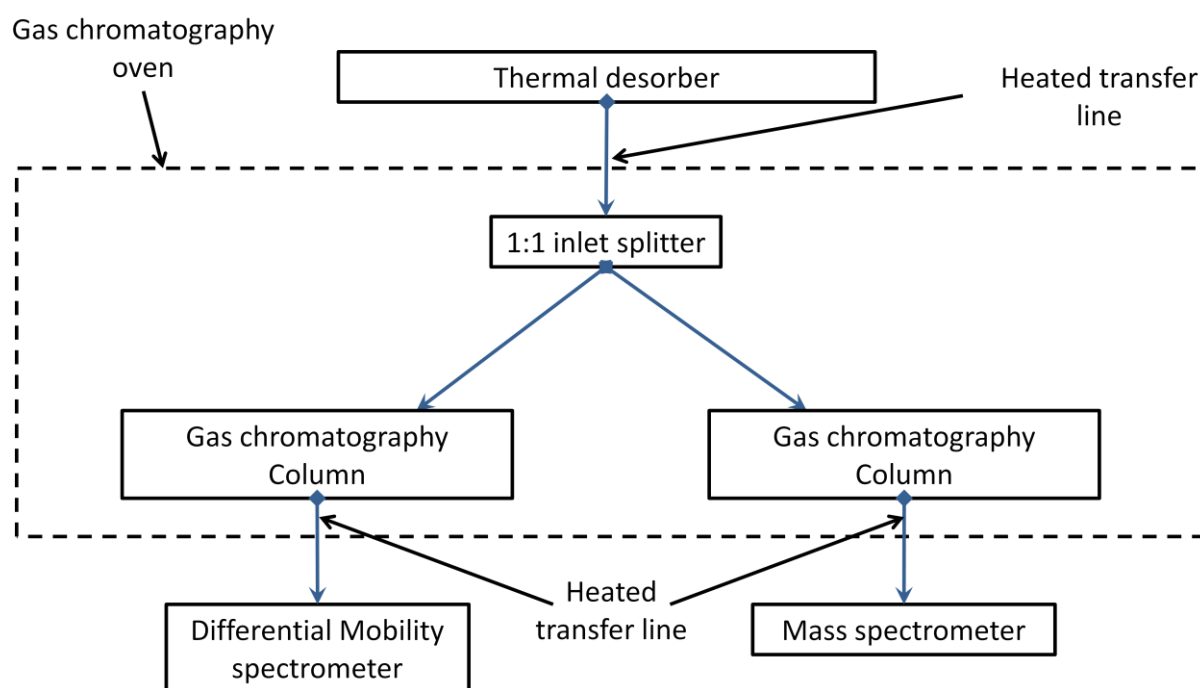 Gas chromatography
oven
Thermal desorber
Heated transfer
line
1:1 inlet splitter
Gas chromatography
Column
Gas chromatography
Column
Heated
transfer line
Differential Mobility
spectrometer
Mass spectrometer